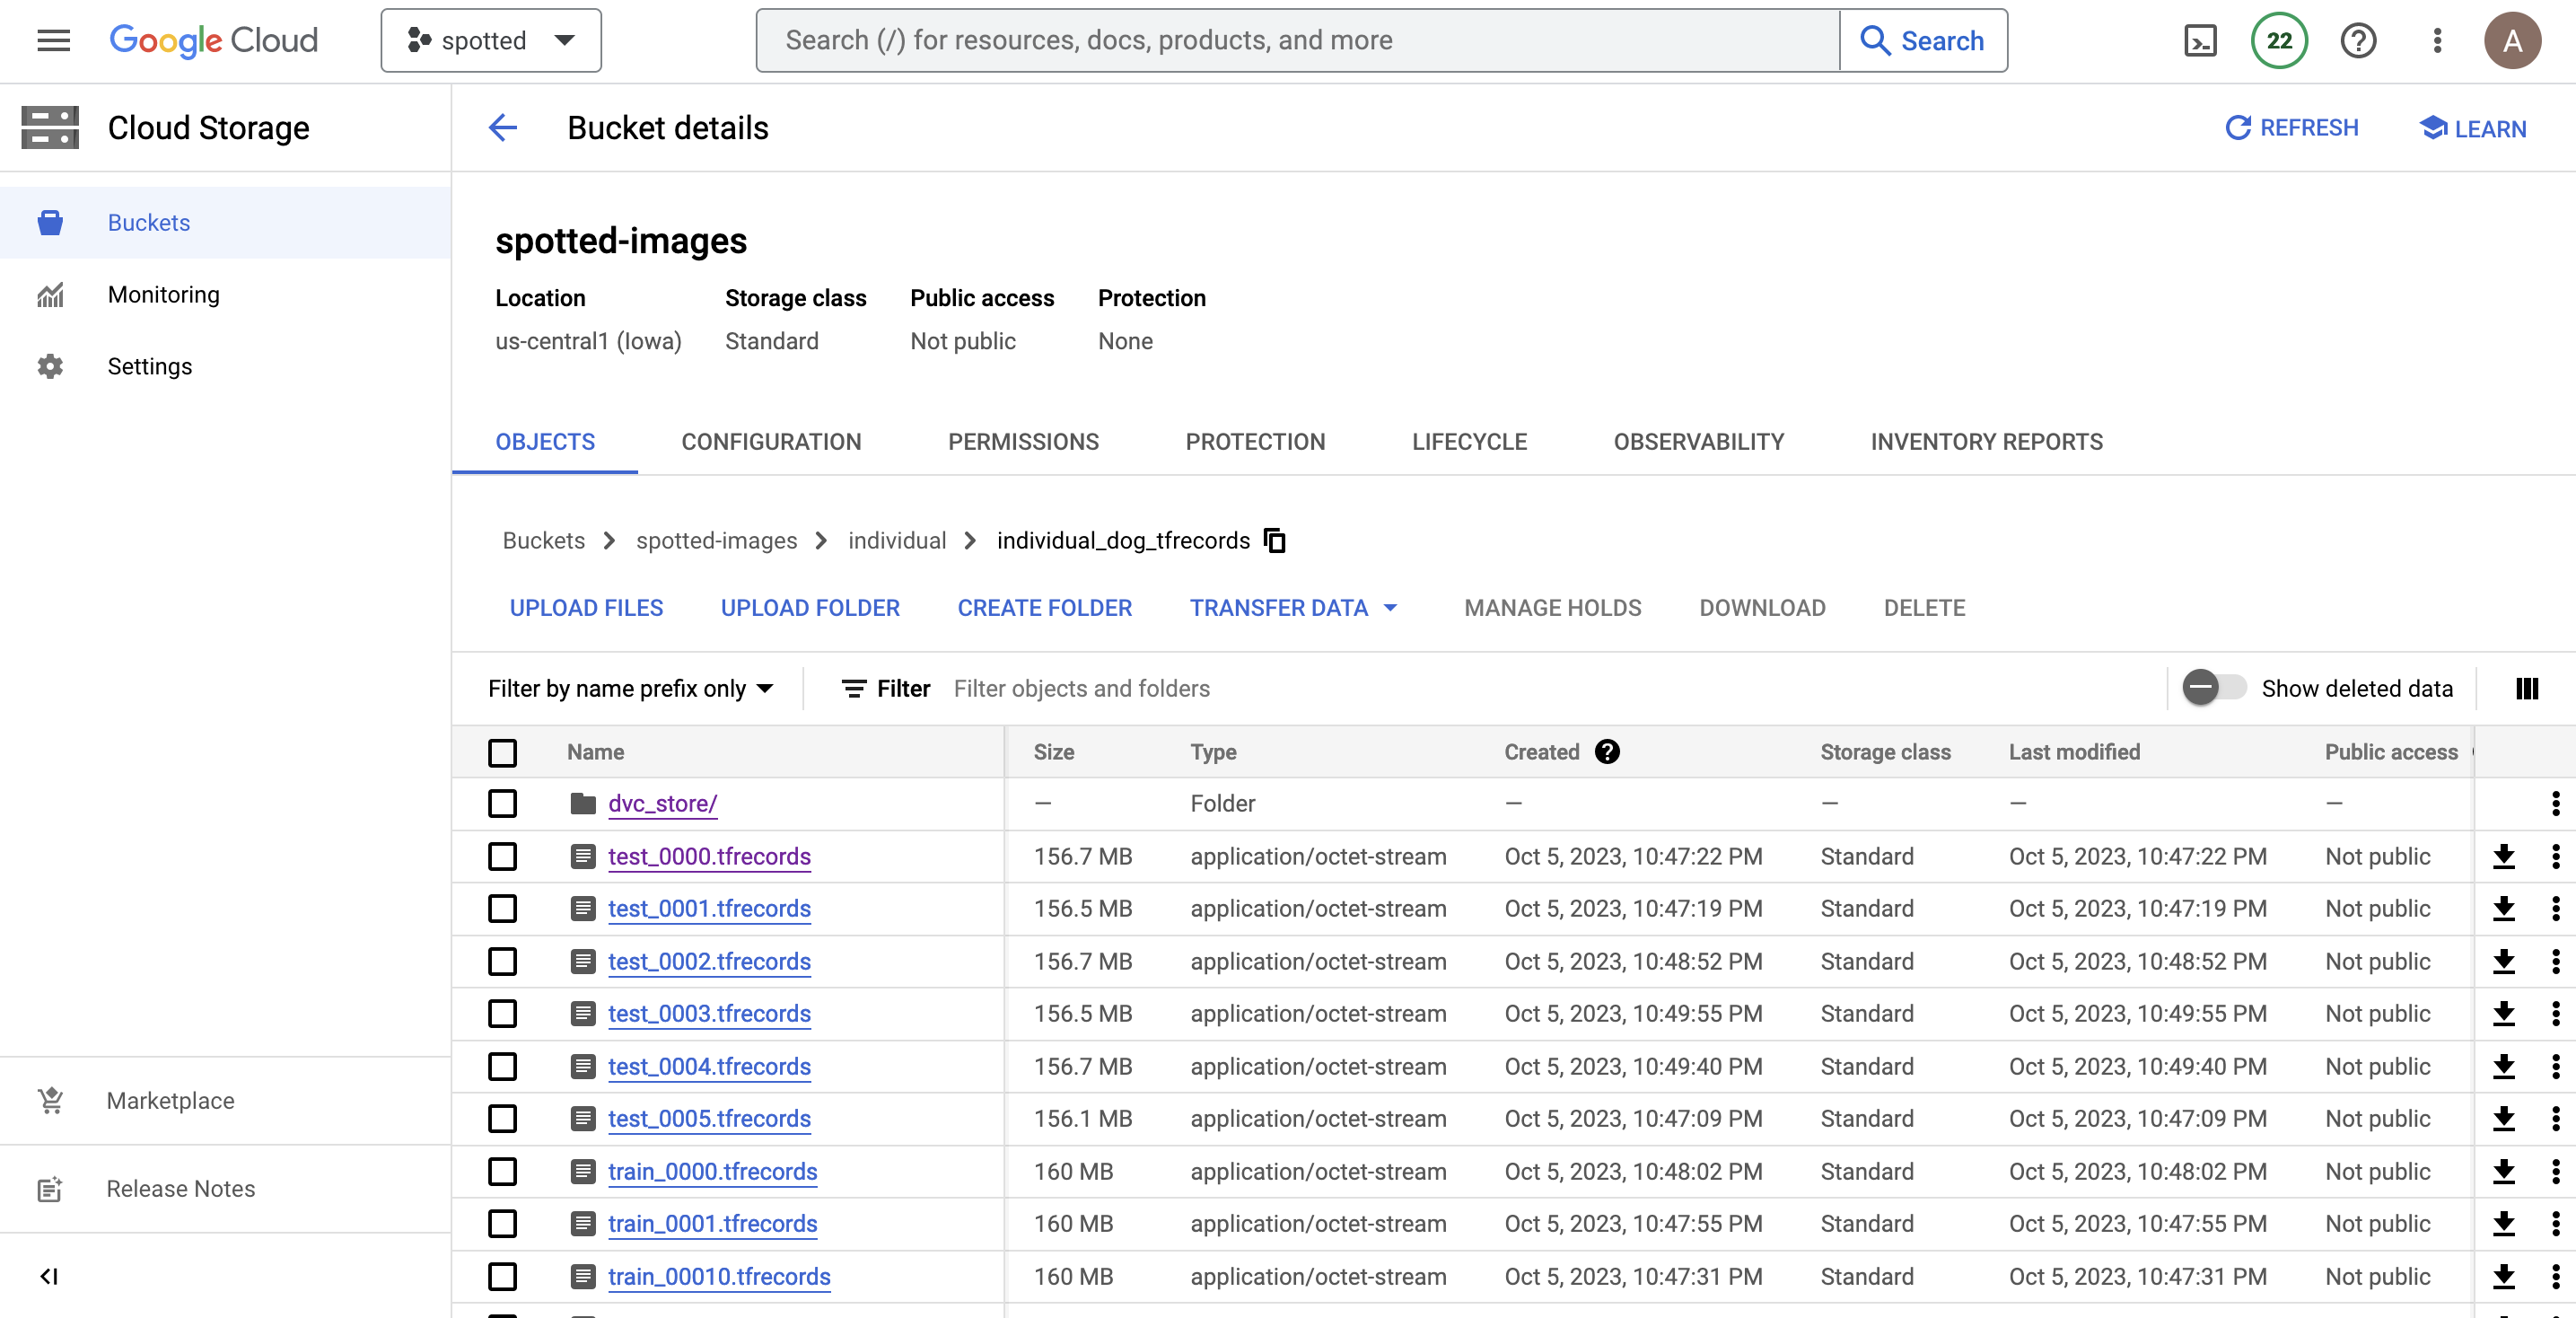 Google Cloud
spotted
Search (/) for resources, docs, products, and more
Search
22
A
Cloud Storage
Bucket details
REFRESH
LEARN
Buckets
Monitoring
Settings
spotted-images
Location Storage class Public access Protection
us-central1 (Iowa) Standard Not public None
OBJECTS CONFIGURATION PERMISSIONS PROTECTION LIFECYCLE OBSERVABILITY INVENTORY REPORTS
Buckets > spotted-images > individual > individual_dog_tfrecords
UPLOAD FILES UPLOAD FOLDER CREATE FOLDER TRANSFER DATA MANAGE HOLDS DOWNLOAD DELETE
Filter by name prefix only Filter Filter objects and folders Show deleted data
Name Size Type Created Storage class Last modified Public access
dvc_store/ — Folder — — — —
test_0000.tfrecords 156.7 MB application/octet-stream Oct 5, 2023, 10:47:22 PM Standard Oct 5, 2023, 10:47:22 PM Not public
test_0001.tfrecords 156.5 MB application/octet-stream Oct 5, 2023, 10:47:19 PM Standard Oct 5, 2023, 10:47:19 PM Not public
test_0002.tfrecords 156.7 MB application/octet-stream Oct 5, 2023, 10:48:52 PM Standard Oct 5, 2023, 10:48:52 PM Not public
test_0003.tfrecords 156.5 MB application/octet-stream Oct 5, 2023, 10:49:55 PM Standard Oct 5, 2023, 10:49:55 PM Not public
test_0004.tfrecords 156.7 MB application/octet-stream Oct 5, 2023, 10:49:40 PM Standard Oct 5, 2023, 10:49:40 PM Not public
test_0005.tfrecords 156.1 MB application/octet-stream Oct 5, 2023, 10:47:09 PM Standard Oct 5, 2023, 10:47:09 PM Not public
train_0000.tfrecords 160 MB application/octet-stream Oct 5, 2023, 10:48:02 PM Standard Oct 5, 2023, 10:48:02 PM Not public
train_0001.tfrecords 160 MB application/octet-stream Oct 5, 2023, 10:47:55 PM Standard Oct 5, 2023, 10:47:55 PM Not public
train_00010.tfrecords 160 MB application/octet-stream Oct 5, 2023, 10:47:31 PM Standard Oct 5, 2023, 10:47:31 PM Not public
Marketplace
Release Notes